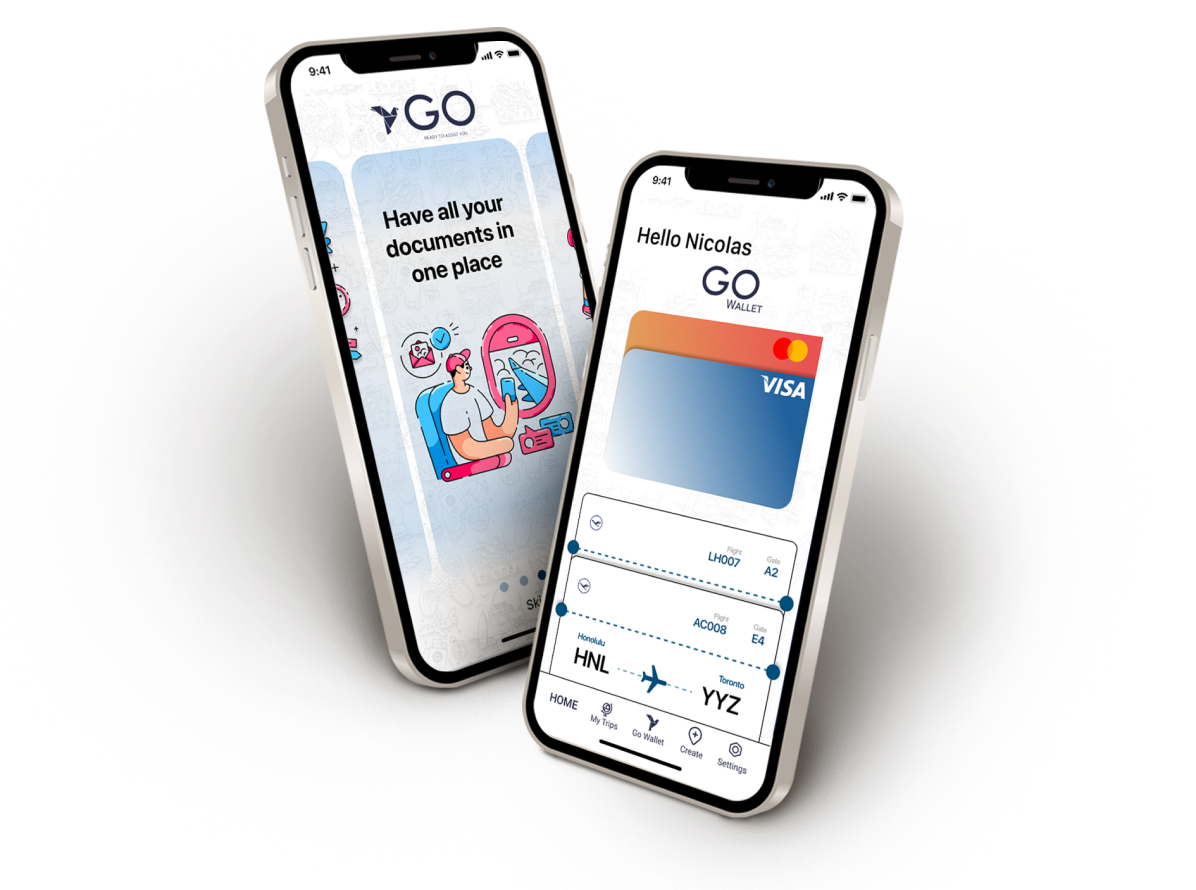 9:41
GO
READY TO ASSIST YOU
Have all your
documents in
one place
9:41
Hello Nicolas
GO
WALLET
VISA
Flight
Gate
LH007
A2
Flight
Gate
AC008
E4
Honolulu
Toronto
HNL
YYZ
HOME
My Trips
Go Wallet
Create
Settings